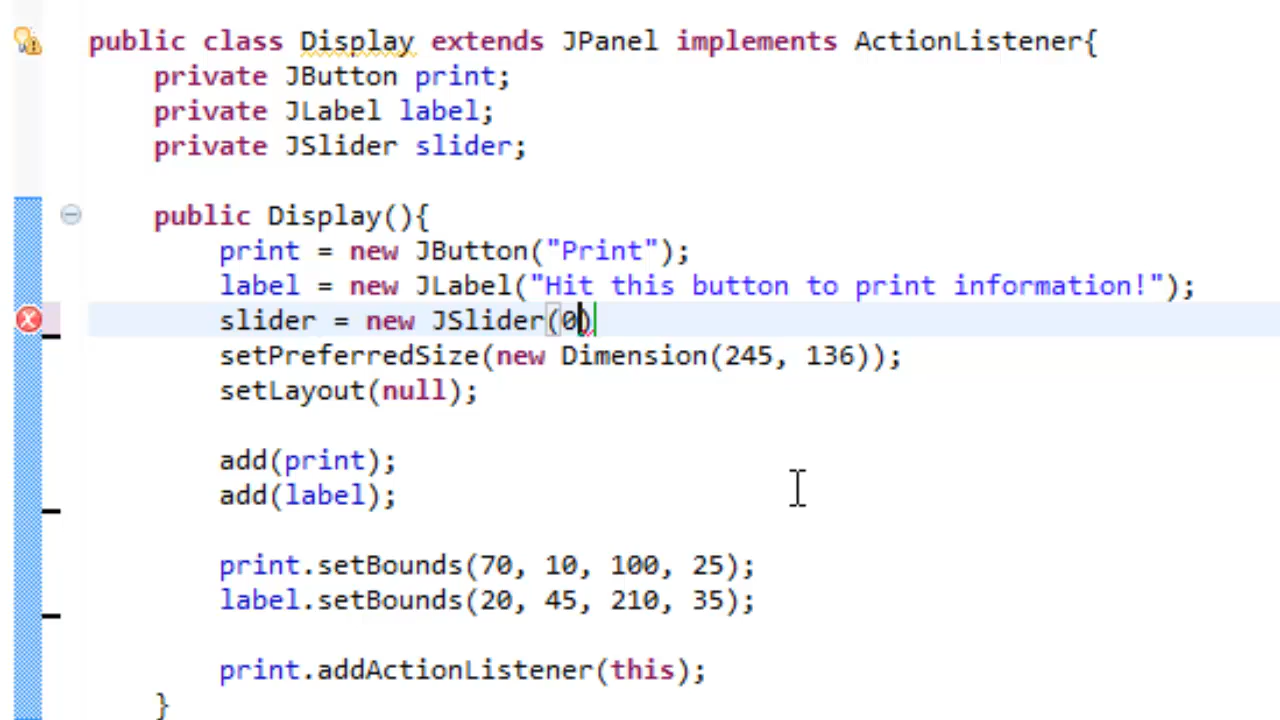 public class Display extends JPanel implements ActionListener{
private JButton print;
private JLabel label;
private JSlider slider;
public Display(){
print = new JButton("Print");
label = new JLabel("Hit this button to print information!");
slider = new JSlider(0)
setPreferredSize(new Dimension(245, 136));
setLayout(null);
add(print);
add(label);
print.setBounds(70, 10, 100, 25);
label.setBounds(20, 45, 210, 35);
print.addActionListener(this);
}